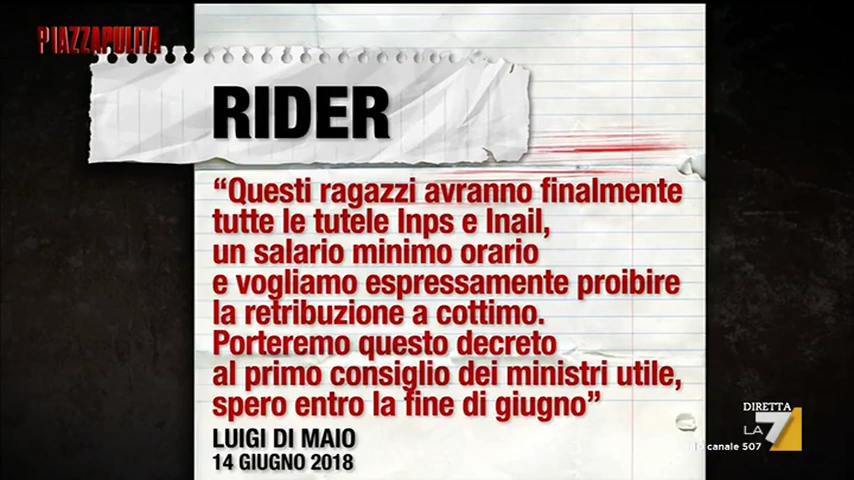 PIAZZAPULITA
RIDER
“Questi ragazzi avranno finalmente
tutte le tutele Inps e Inail,
un salario minimo orario
e vogliamo espressamente proibire
la retribuzione a cottimo.
Porteremo questo decreto
al primo consiglio dei ministri utile,
spero entro la fine di giugno”
LUIGI DI MAIO
14 GIUGNO 2018
DIRETTA
LA 7
canale 507